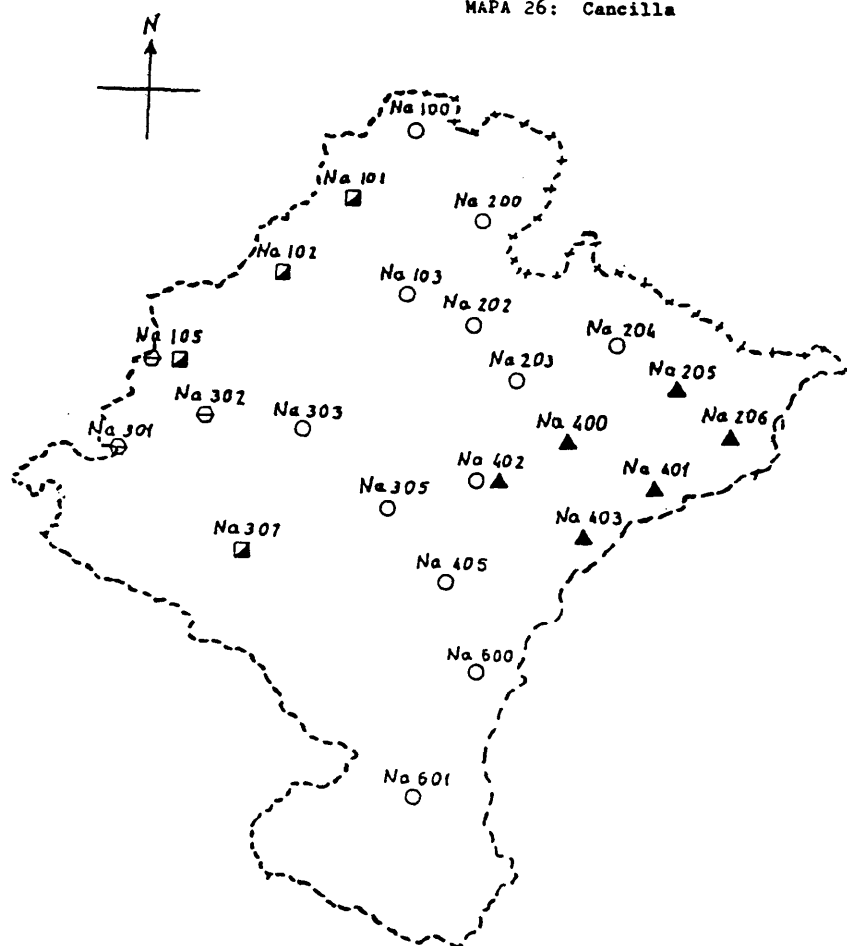 MAPA 26: Cancilla
N
Na 100
Na 101
Na 200
Na 102
Na 103
Na 202
Na 105
Na 204
Na 203
Na 205
Na 302
Na 303
Na 301
Na 400
Na 206
Na 402
Na 401
Na 305
Na 403
Na 307
Na 405
Na 600
Na 601